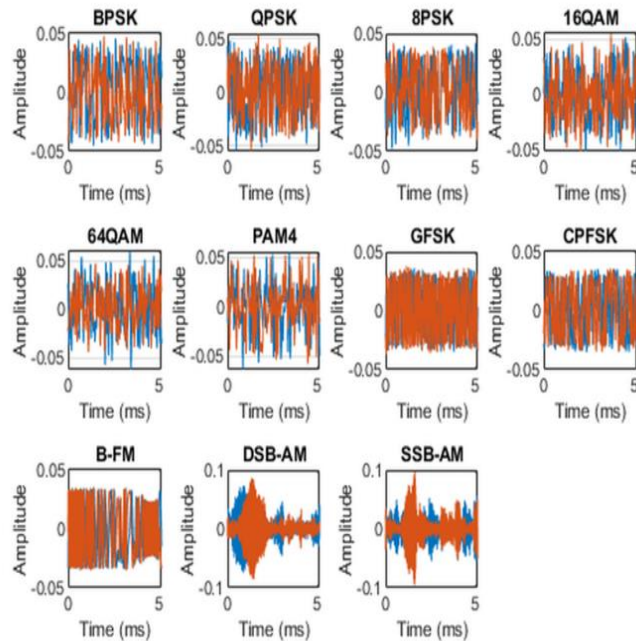 BPSK
0.05
0
-0.05
Amplitude
0 5
Time (ms)
QPSK
0.05
0
-0.05
Amplitude
0 5
Time (ms)
8PSK
0.05
0
-0.05
Amplitude
0 5
Time (ms)
16QAM
0.05
0
-0.05
Amplitude
0 5
Time (ms)
64QAM
0.05
0
-0.05
Amplitude
0 5
Time (ms)
PAM4
0.05
0
-0.05
Amplitude
0 5
Time (ms)
GFSK
0.05
0
-0.05
Amplitude
0 5
Time (ms)
CPFSK
0.05
0
-0.05
Amplitude
0 5
Time (ms)
B-FM
0.05
0
-0.05
Amplitude
0 5
Time (ms)
DSB-AM
0.1
0
-0.1
Amplitude
0 5
Time (ms)
SSB-AM
0.1
0
-0.1
Amplitude
0 5
Time (ms)